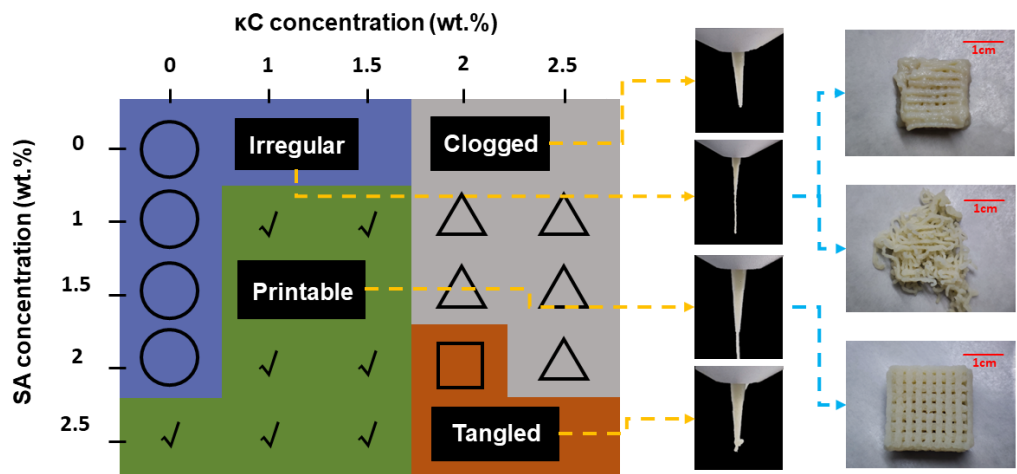 κC concentration (wt.%)
0 1 1.5 2 2.5
SA concentration (wt.%)
0
1
1.5
2
2.5
Irregular
Clogged
Printable
Tangled
1cm
1cm
1cm